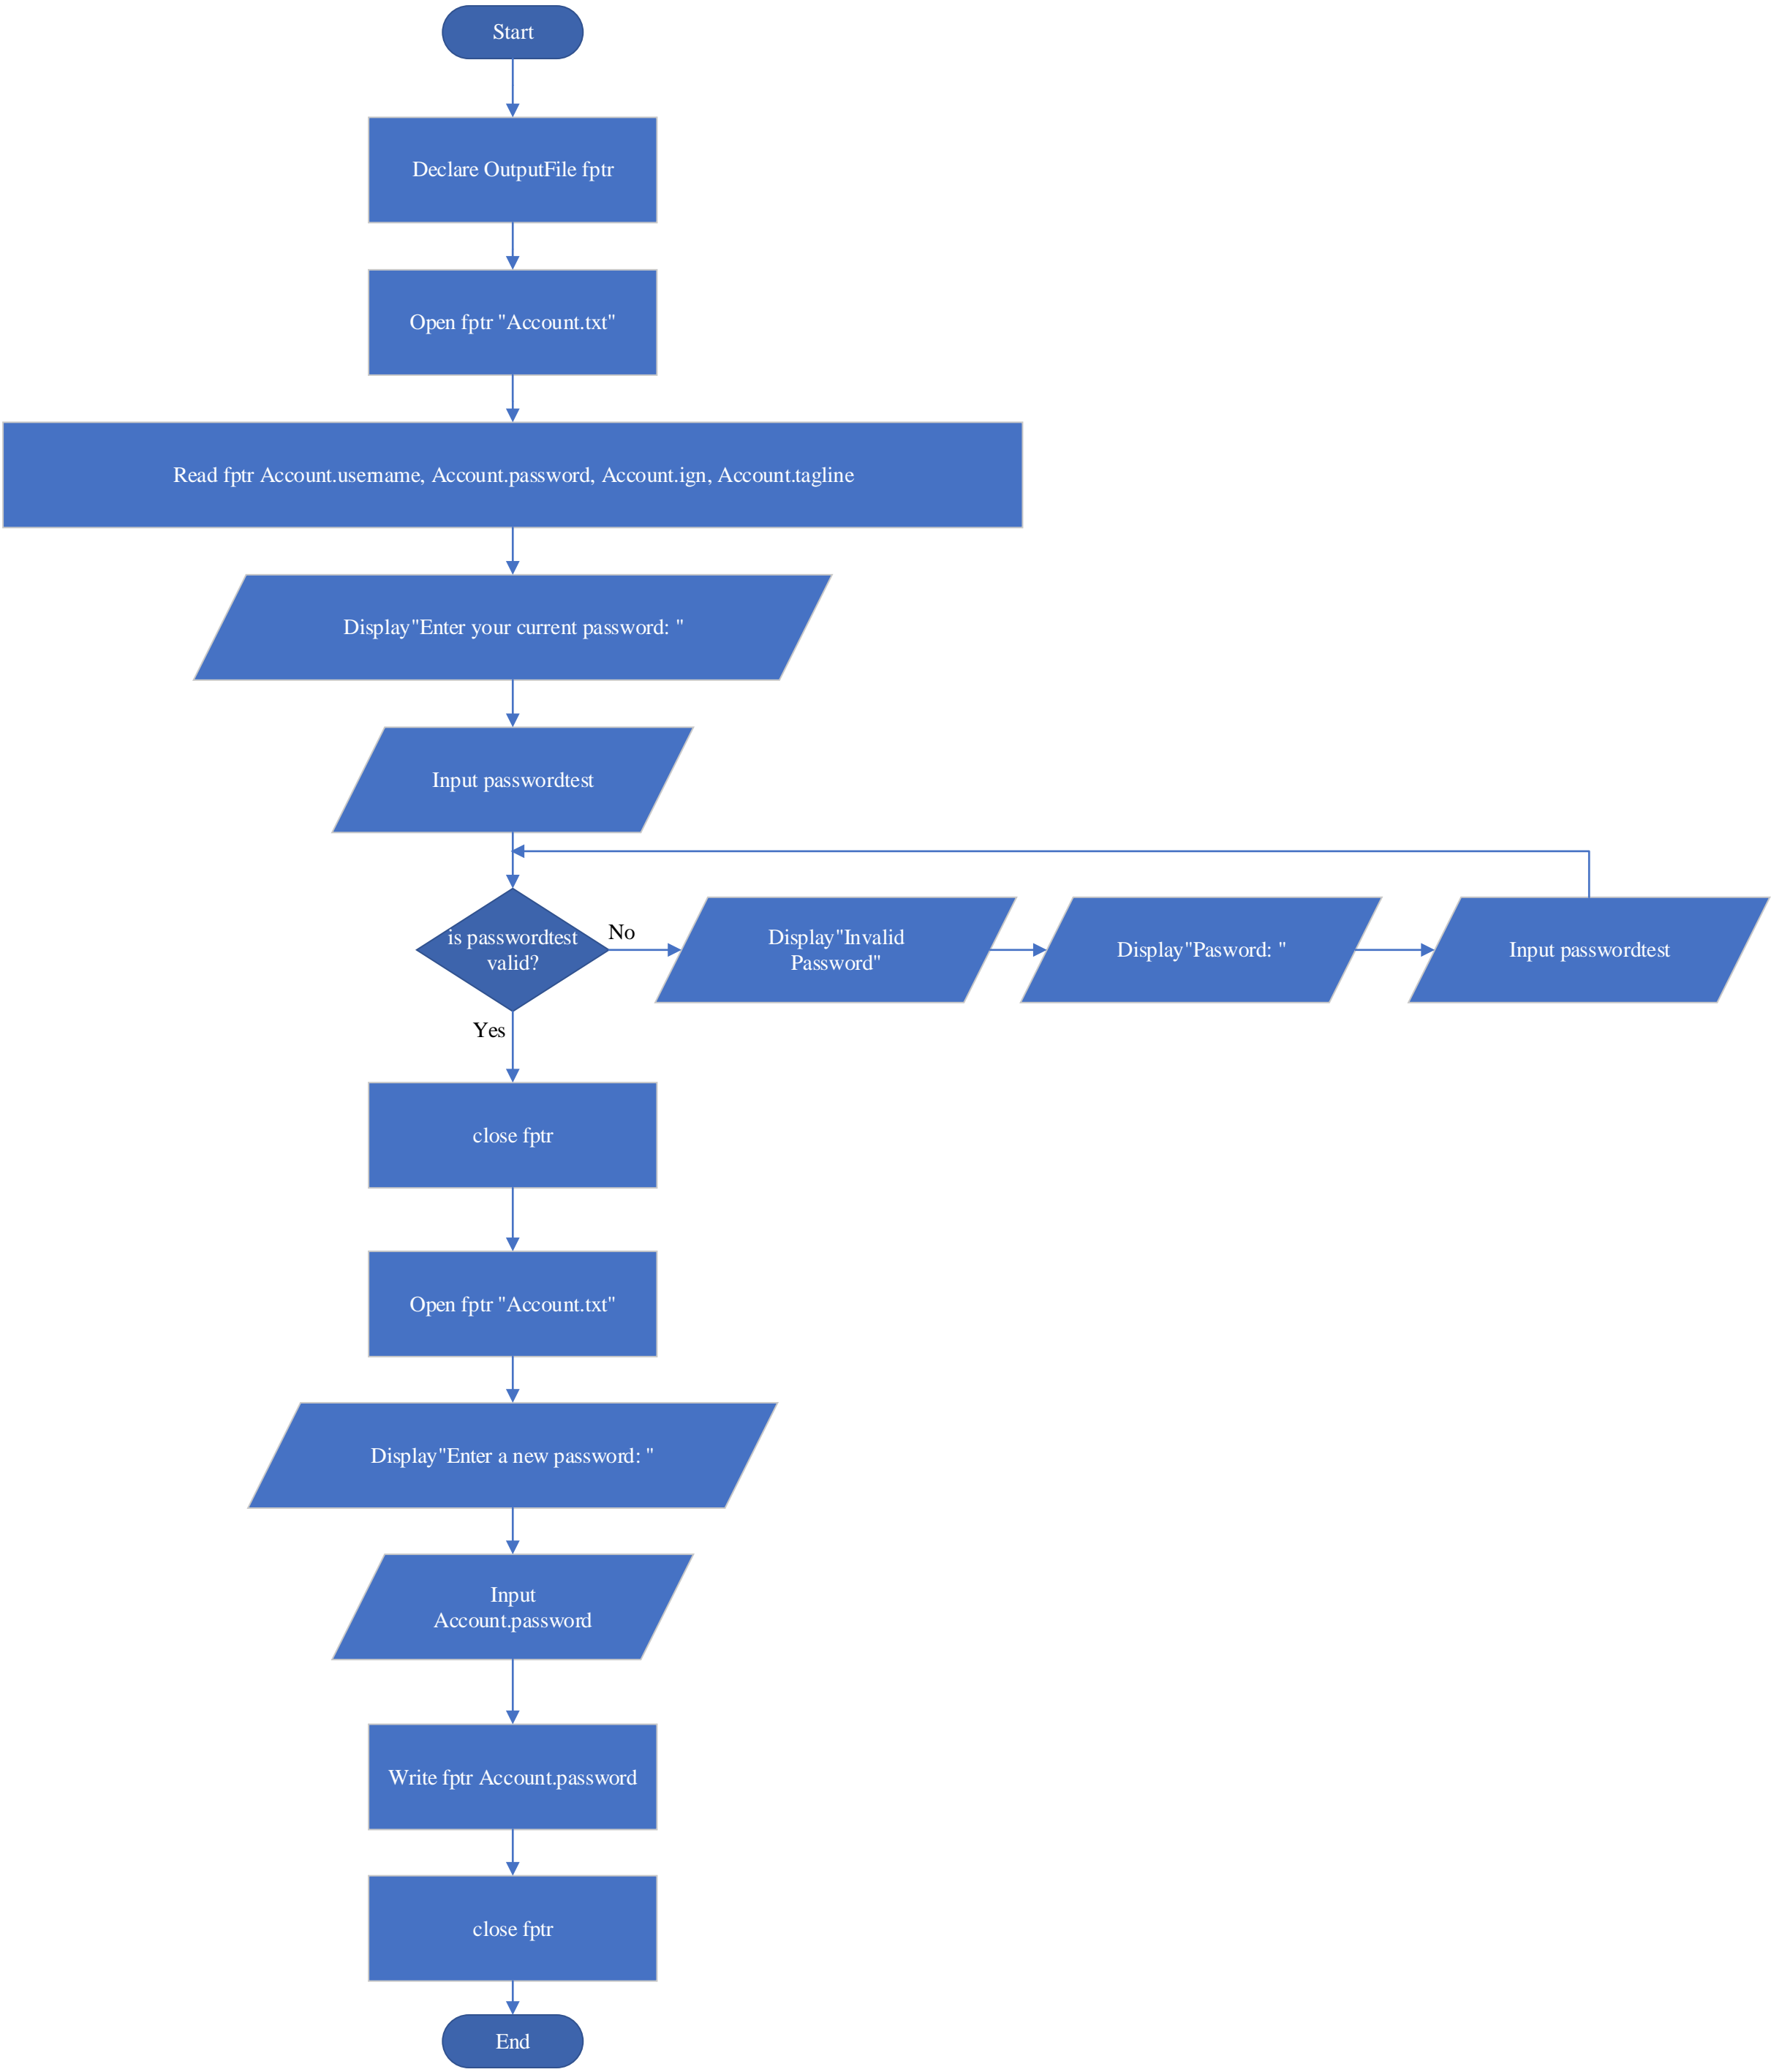 Start
Declare OutputFile fptr
Open fptr "Account.txt"
Read fptr Account.username, Account.password, Account.ign, Account.tagline
Display"Enter your current password: "
Input passwordtest
is passwordtest
valid?
No
Display"Invalid
Password"
Display"Pasword: "
Input passwordtest
Yes
close fptr
Open fptr "Account.txt"
Display"Enter a new password: "
Input
Account.password
Write fptr Account.password
close fptr
End